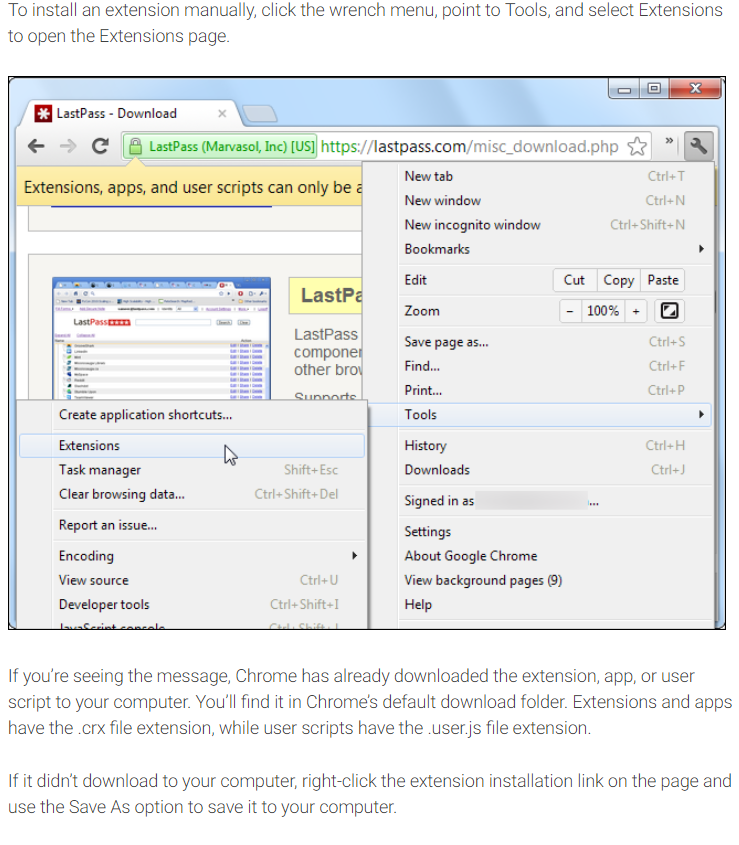 To install an extension manually, click the wrench menu, point to Tools, and select Extensions
to open the Extensions page.
LastPass - Download
LastPass (Marvasol, Inc) [US] https://lastpass.com/misc_download.php
Extensions, apps, and user scripts can only be a
New tab Ctrl+T
New window Ctrl+N
New incognito window Ctrl+Shift+N
Bookmarks
Edit Cut Copy Paste
Zoom - 100% +
Save page as... Ctrl+S
Find... Ctrl+F
Print... Ctrl+P
Tools
History Ctrl+H
Downloads Ctrl+J
Signed in as ...
Settings
About Google Chrome
View background pages (9)
Help
LastPass
LastPa
LastPass
componen
other brow
Supports
Create application shortcuts...
Extensions
Task manager Shift+Esc
Clear browsing data... Ctrl+Shift+Del
Report an issue...
Encoding
View source Ctrl+U
Developer tools Ctrl+Shift+I
JavaScript console Ctrl+Shift+J
If you’re seeing the message, Chrome has already downloaded the extension, app, or user
script to your computer. You’ll find it in Chrome’s default download folder. Extensions and apps
have the .crx file extension, while user scripts have the .user.js file extension.
If it didn’t download to your computer, right-click the extension installation link on the page and
use the Save As option to save it to your computer.